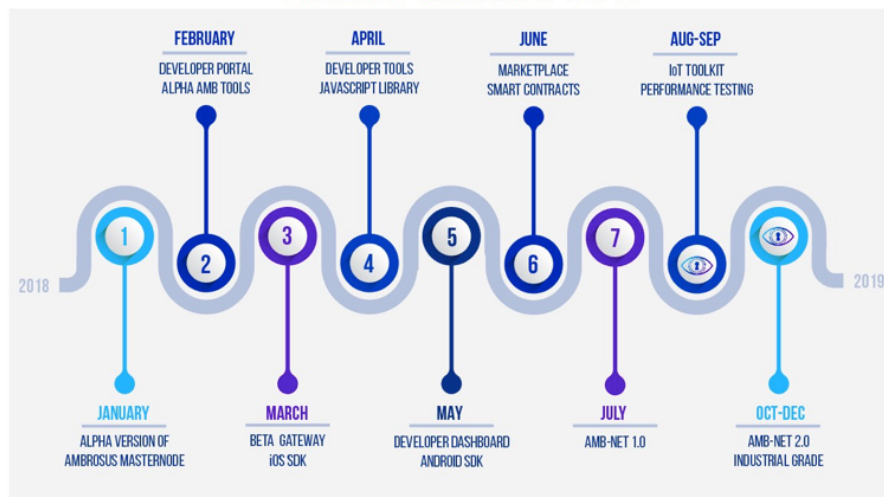 FEBRUARY
DEVELOPER PORTAL
ALPHA AMB TOOLS
APRIL
DEVELOPER TOOLS
JAVASCRIPT LIBRARY
JUNE
MARKETPLACE
SMART CONTRACTS
AUG-SEP
IoT TOOLKIT
PERFORMANCE TESTING
2018
1
2
3
4
5
6
7
2019
JANUARY
ALPHA VERSION OF
AMBROSUS MASTERNODE
MARCH
BETA GATEWAY
iOS SDK
MAY
DEVELOPER DASHBOARD
ANDROID SDK
JULY
AMB-NET 1.0
OCT-DEC
AMB-NET 2.0
INDUSTRIAL GRADE